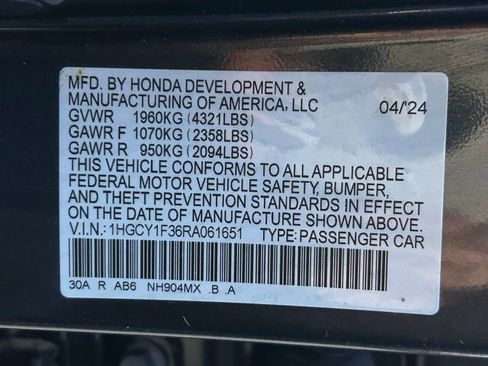 MFD. BY HONDA DEVELOPMENT &
MANUFACTURING OF AMERICA, LLC 04/'24
GVWR 1960KG (4321LBS)
GAWR F 1070KG (2358LBS)
GAWR R 950KG (2094LBS)
THIS VEHICLE CONFORMS TO ALL APPLICABLE
FEDERAL MOTOR VEHICLE SAFETY, BUMPER,
AND THEFT PREVENTION STANDARDS IN EFFECT
ON THE DATE OF MANUFACTURE SHOWN ABOVE.
V.I.N.: 1HGCY1F36RA061651 TYPE:PASSENGER CAR
30A R AB6 NH904MX .B .A